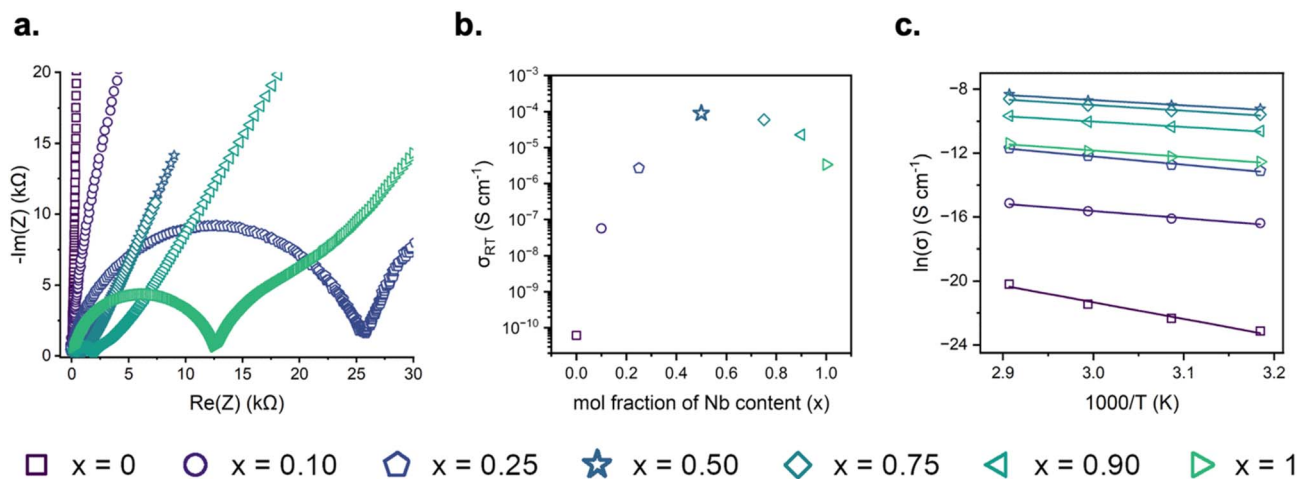 a.
20
15
10
5
0
-Im(Z) (kΩ)
0 5 10 15 20 25 30
Re(Z) (kΩ)
b.
10⁻³
10⁻⁴
10⁻⁵
10⁻⁶
10⁻⁷
10⁻⁸
10⁻⁹
10⁻¹⁰
σRT (S cm⁻¹)
0.0 0.2 0.4 0.6 0.8 1.0
mol fraction of Nb content (x)
c.
−8
−12
−16
−20
−24
ln(σ) (S cm⁻¹)
2.9 3.0 3.1 3.2
1000/T (K)
x = 0 x = 0.10 x = 0.25 x = 0.50 x = 0.75 x = 0.90 x = 1